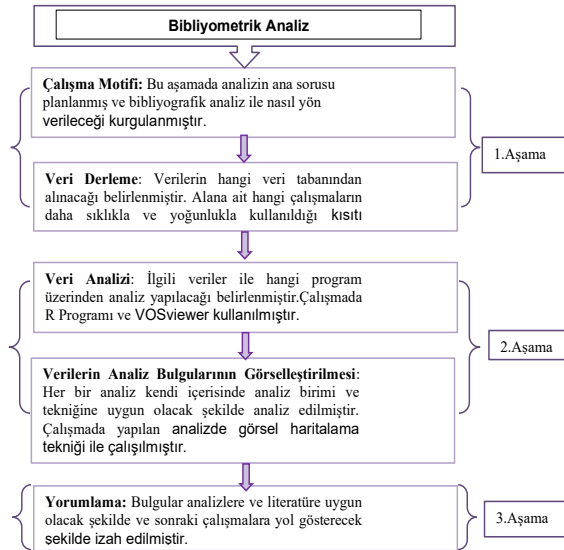 Bibliyometrik Analiz
Çalışma Motifi: Bu aşamada analizin ana sorusu
planlanmış ve bibliyografik analiz ile nasıl yön
verileceği kurgulanmıştır.
1.Aşama
Veri Derleme: Verilerin hangi veri tabanından
alınacağı belirlenmiştir. Alana ait hangi çalışmaların
daha sıklıkla ve yoğunlukla kullanıldığı kısıtı
Veri Analizi: İlgili veriler ile hangi program
üzerinden analiz yapılacağı belirlenmiştir.Çalışmada
R Programı ve VOSviewer kullanılmıştır.
2.Aşama
Verilerin Analiz Bulgularının Görselleştirilmesi:
Her bir analiz kendi içerisinde analiz birimi ve
tekniğine uygun olacak şekilde analiz edilmiştir.
Çalışmada yapılan analizde görsel haritalama
tekniği ile çalışılmıştır.
Yorumlama: Bulgular analizlere ve literatüre uygun
olacak şekilde ve sonraki çalışmalara yol gösterecek
şekilde izah edilmiştir.
3.Aşama